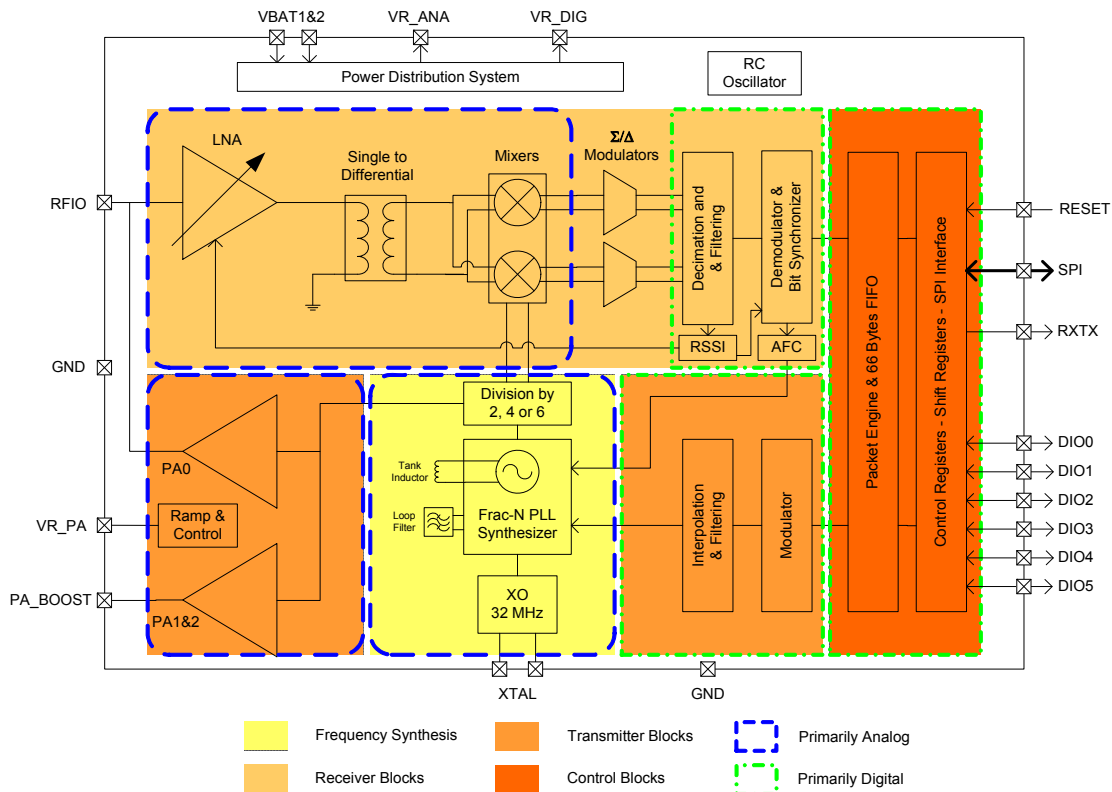 VBAT1&2
VR_ANA
VR_DIG
Power Distribution System
RC
Oscillator
LNA
Single to
Differential
Mixers
Σ/Δ
Modulators
Decimation and
& Filtering
Demodulator &
Bit Synchronizer
RSSI
AFC
Packet Engine & 66 Bytes FIFO
Control Registers - Shift Registers - SPI Interface
RFIO
GND
RESET
SPI
RXTX
Division by
2, 4 or 6
PA0
Tank
Inductor
Loop
Filter
Frac-N PLL
Synthesizer
Interpolation
& Filtering
Modulator
VR_PA
Ramp &
Control
PA_BOOST
PA1&2
XO
32 MHz
DIO0
DIO1
DIO2
DIO3
DIO4
DIO5
XTAL
GND
Frequency Synthesis
Transmitter Blocks
Primarily Analog
Receiver Blocks
Control Blocks
Primarily Digital